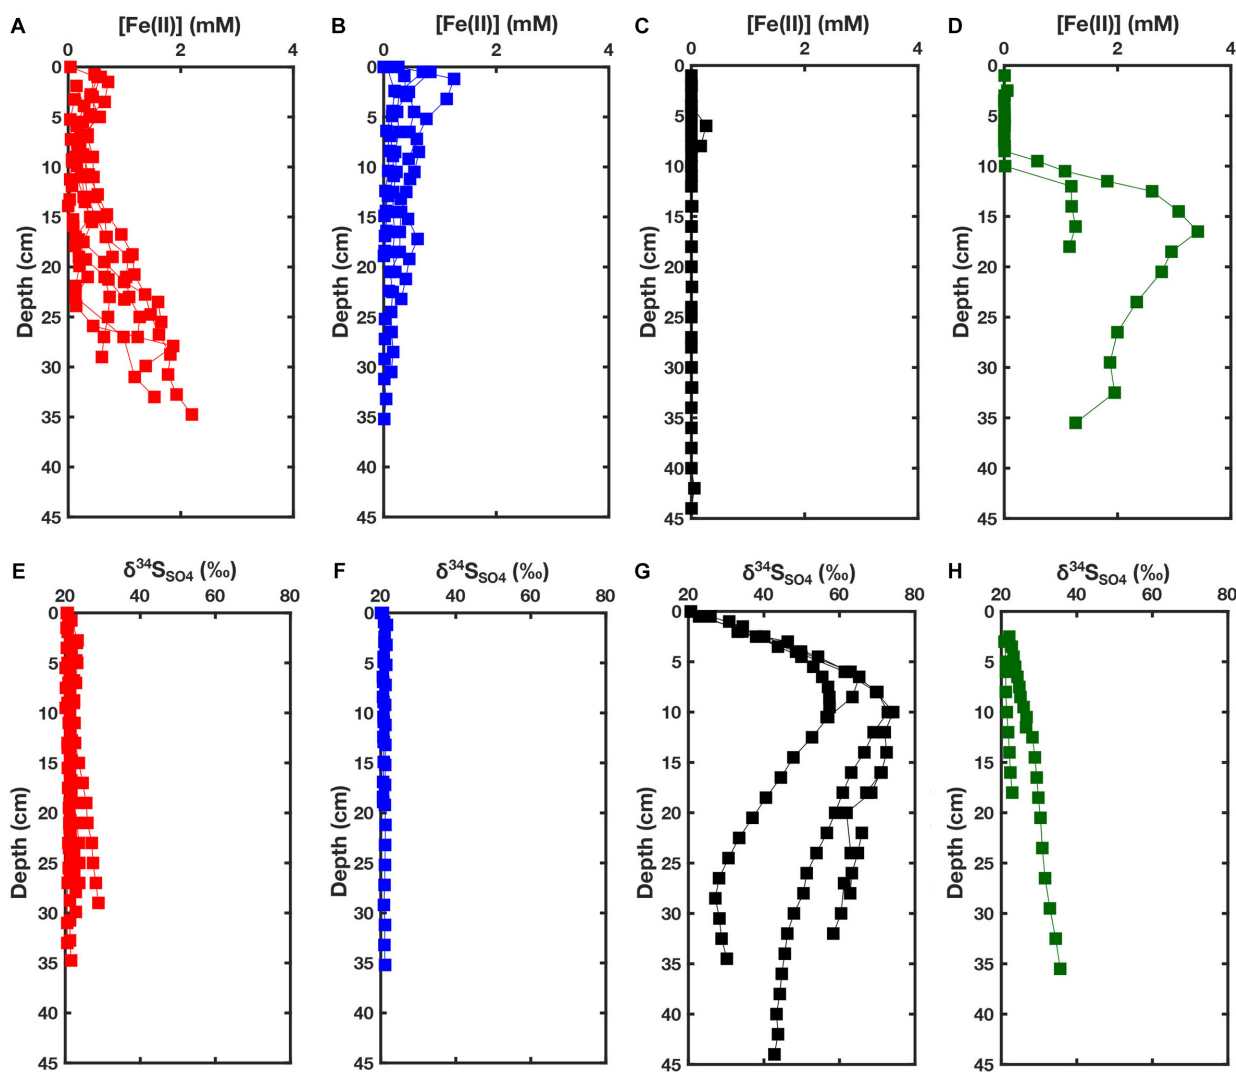 A [Fe(II)] (mM) B [Fe(II)] (mM) C [Fe(II)] (mM) D [Fe(II)] (mM)
0 2 4 0 2 4 0 2 4 0 2 4
0 0 0 0
5 5 5 5
10 10 10 10
15 15 15 15
20 20 20 20
25 25 25 25
30 30 30 30
35 35 35 35
40 40 40 40
45 45 45 45
Depth (cm) Depth (cm) Depth (cm) Depth (cm)
E δ³⁴S_SO4 (‰) F δ³⁴S_SO4 (‰) G δ³⁴S_SO4 (‰) H δ³⁴S_SO4 (‰)
20 40 60 80 20 40 60 80 20 40 60 80 20 40 60 80
0 0 0 0
5 5 5 5
10 10 10 10
15 15 15 15
20 20 20 20
25 25 25 25
30 30 30 30
35 35 35 35
40 40 40 40
45 45 45 45
Depth (cm) Depth (cm) Depth (cm) Depth (cm)